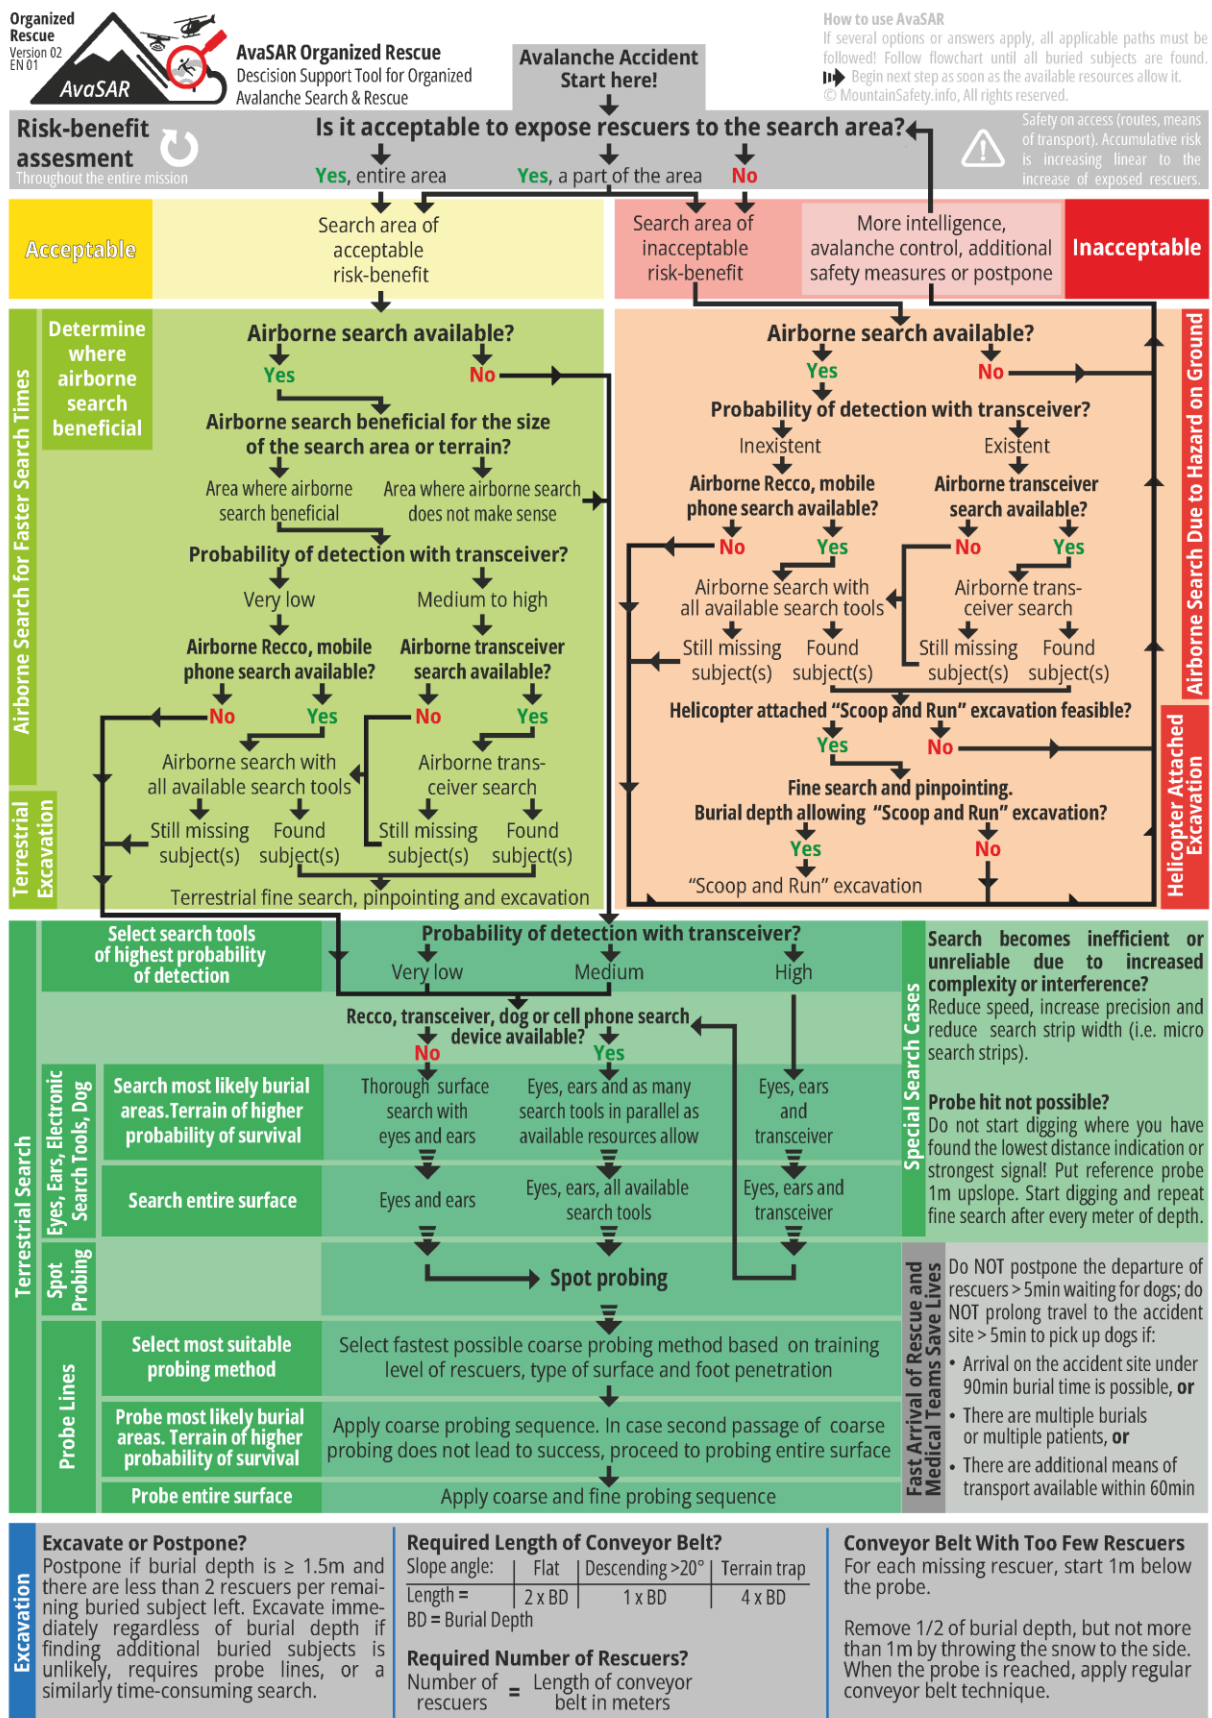 Organized
Rescue
Version 02
EN 01
AvaSAR
AvaSAR Organized Rescue
Descision Support Tool for Organized
Avalanche Search & Rescue
Avalanche Accident
Start here!
How to use AvaSAR
If several options or answers apply, all applicable paths must be
followed! Follow flowchart until all buried subjects are found.
Begin next step as soon as the available resources allow it.
© MountainSafety.info, All rights reserved.
Risk-benefit
assesment
Throughout the entire mission
Is it acceptable to expose rescuers to the search area?
Yes, entire area
Yes, a part of the area
No
Safety on access (routes, means
of transport). Accumulative risk
is increasing linear to the
increase of exposed rescuers.
Acceptable
Search area of
acceptable
risk-benefit
Search area of
inacceptable
risk-benefit
More intelligence,
avalanche control, additional
safety measures or postpone
Inacceptable
Airborne Search for Faster Search Times
Determine
where
airborne
search
beneficial
Airborne search available?
Yes
No
Airborne search beneficial for the size
of the search area or terrain?
Area where airborne
search beneficial
Area where airborne search
does not make sense
Probability of detection with transceiver?
Very low
Medium to high
Airborne Recco, mobile
phone search available?
Airborne transceiver
search available?
No
Yes
No
Yes
Airborne search with
all available search tools
Airborne trans-
ceiver search
Still missing
subject(s)
Found
subject(s)
Still missing
subject(s)
Found
subject(s)
Terrestrial
Excavation
Terrestrial fine search, pinpointing and excavation
Airborne search available?
Yes
No
Probability of detection with transceiver?
Inexistent
Existent
Airborne Recco, mobile
phone search available?
Airborne transceiver
search available?
No
Yes
No
Yes
Airborne search with
all available search tools
Airborne trans-
ceiver search
Still missing
subject(s)
Found
subject(s)
Still missing
subject(s)
Found
subject(s)
Airborne Search Due to Hazard on Ground
Helicopter attached “Scoop and Run” excavation feasible?
Yes
No
Fine search and pinpointing.
Burial depth allowing “Scoop and Run” excavation?
Yes
No
“Scoop and Run” excavation
Helicopter Attached
Excavation
Terrestrial Search
Select search tools
of highest probability
of detection
Probability of detection with transceiver?
Very low
Medium
High
Recco, transceiver, dog or cell phone search
device available?
No
Yes
Eyes, Ears, Electronic
Search Tools, Dog
Search most likely burial
areas.Terrain of higher
probability of survival
Thorough surface
search with
eyes and ears
Eyes, ears and as many
search tools in parallel as
available resources allow
Eyes, ears
and
transceiver
Search entire surface
Eyes and ears
Eyes, ears, all available
search tools
Eyes, ears and
transceiver
Spot
Probing
Spot probing
Probe Lines
Select most suitable
probing method
Select fastest possible coarse probing method based on training
level of rescuers, type of surface and foot penetration
Probe most likely burial
areas. Terrain of higher
probability of survival
Apply coarse probing sequence. In case second passage of coarse
probing does not lead to success, proceed to probing entire surface
Probe entire surface
Apply coarse and fine probing sequence
Special Search Cases
Search becomes inefficient or
unreliable due to increased
complexity or interference?
Reduce speed, increase precision and
reduce search strip width (i.e. micro
search strips).
Probe hit not possible?
Do not start digging where you have
found the lowest distance indication or
strongest signal! Put reference probe
1m upslope. Start digging and repeat
fine search after every meter of depth.
Fast Arrival of Rescue and
Medical Teams Save Lives
Do NOT postpone the departure of
rescuers > 5min waiting for dogs; do
NOT prolong travel to the accident
site > 5min to pick up dogs if:
• Arrival on the accident site under
90min burial time is possible, or
• There are multiple burials
or multiple patients, or
• There are additional means of
transport available within 60min
Excavation
Excavate or Postpone?
Postpone if burial depth is ≥ 1.5m and
there are less than 2 rescuers per remai-
ning buried subject left. Excavate imme-
diately regardless of burial depth if
finding additional buried subjects is
unlikely, requires probe lines, or a
similarly time-consuming search.
Required Length of Conveyor Belt?
Slope angle: Flat Descending >20° Terrain trap
Length = 2 x BD 1 x BD 4 x BD
BD = Burial Depth
Required Number of Rescuers?
Number of
rescuers
=
Length of conveyor
belt in meters
Conveyor Belt With Too Few Rescuers
For each missing rescuer, start 1m below
the probe.
Remove 1/2 of burial depth, but not more
than 1m by throwing the snow to the side.
When the probe is reached, apply regular
conveyor belt technique.